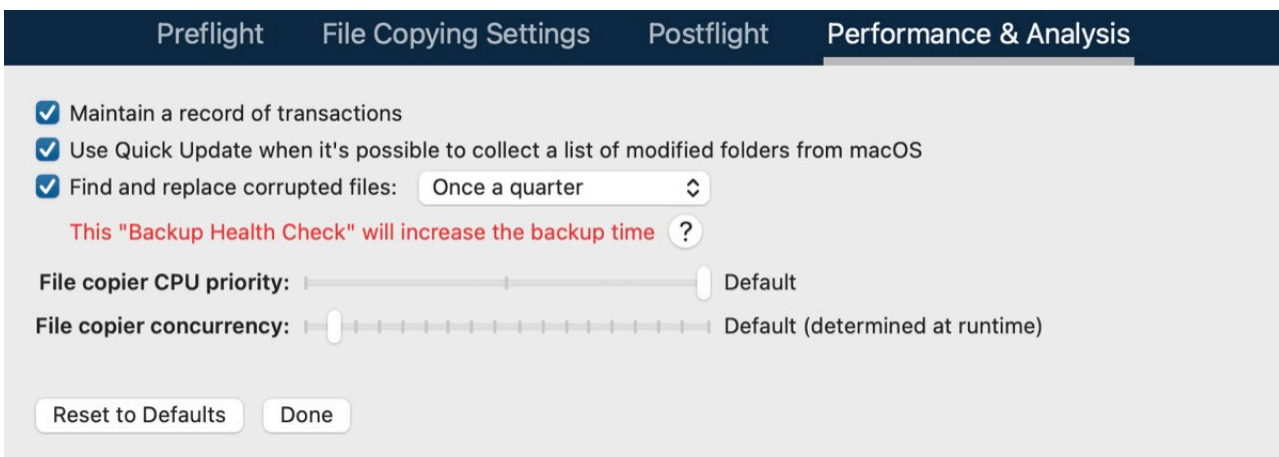 Preflight File Copying Settings Postflight Performance & Analysis
Maintain a record of transactions
Use Quick Update when it's possible to collect a list of modified folders from macOS
Find and replace corrupted files: Once a quarter
This "Backup Health Check" will increase the backup time ?
File copier CPU priority: Default
File copier concurrency: Default (determined at runtime)
Reset to Defaults Done